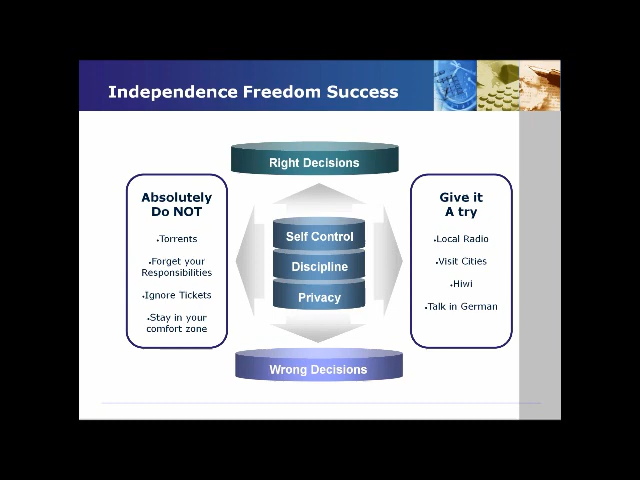 Independence Freedom Success
Right Decisions
Absolutely
Do NOT
•Torrents
•Forget your
Responsibilities
•Ignore Tickets
•Stay in your
comfort zone
Self Control
Discipline
Privacy
Give it
A try
•Local Radio
•Visit Cities
•Hiwi
•Talk in German
Wrong Decisions